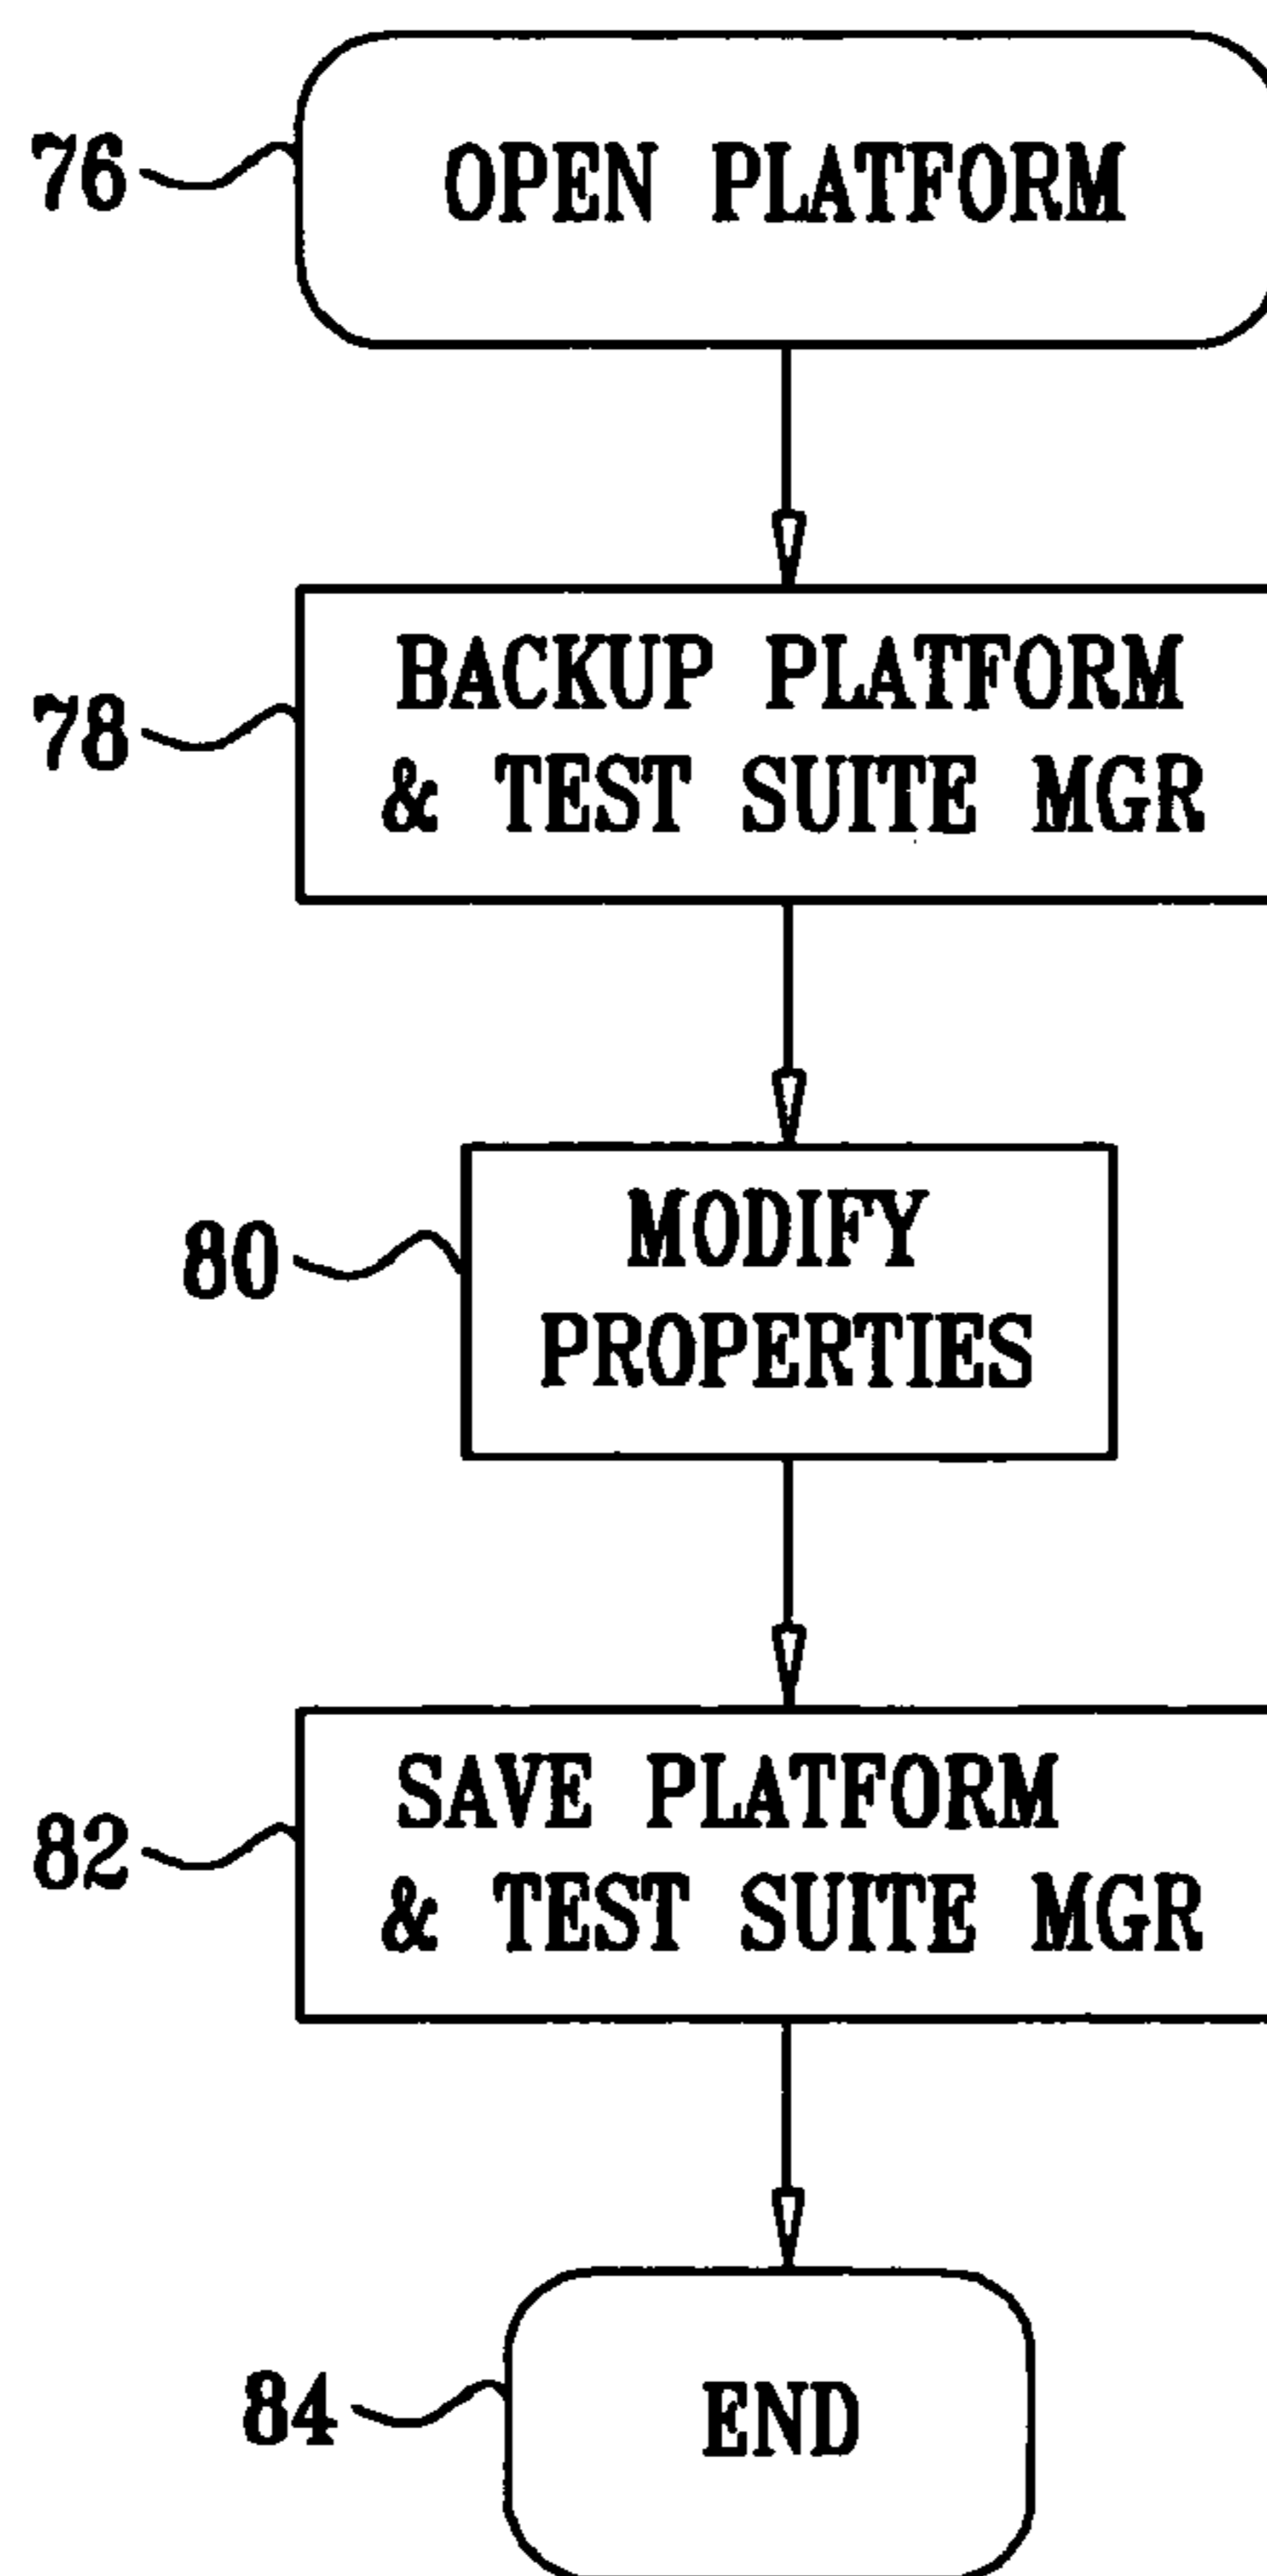 76
OPEN PLATFORM
78
BACKUP PLATFORM
& TEST SUITE MGR
80
MODIFY
PROPERTIES
82
SAVE PLATFORM
& TEST SUITE MGR
84
END